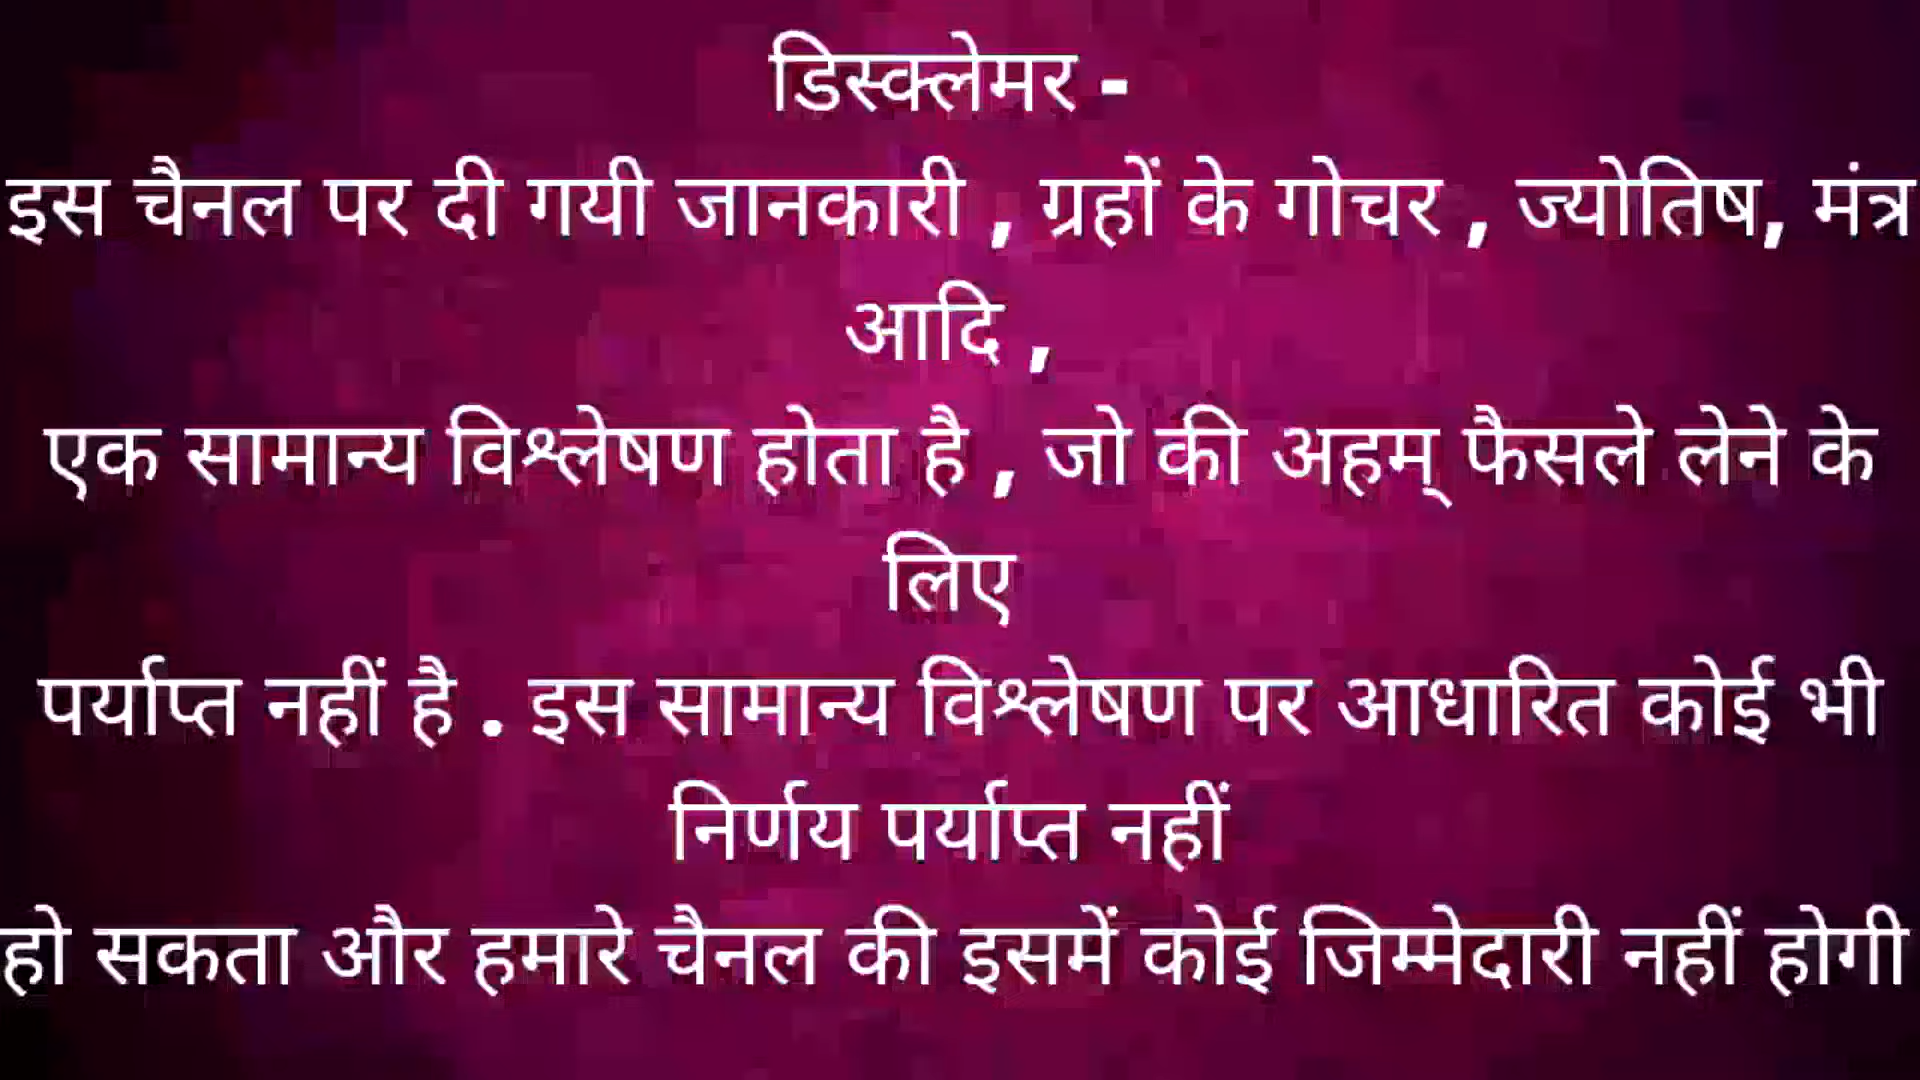 डिस्क्लेमर -
इस चैनल पर दी गयी जानकारी , ग्रहों के गोचर , ज्योतिष, मंत्र
आदि ,
एक सामान्य विश्लेषण होता है , जो की अहम् फैसले लेने के
लिए
पर्याप्त नहीं है . इस सामान्य विश्लेषण पर आधारित कोई भी
निर्णय पर्याप्त नहीं
हो सकता और हमारे चैनल की इसमें कोई जिम्मेदारी नहीं होगी